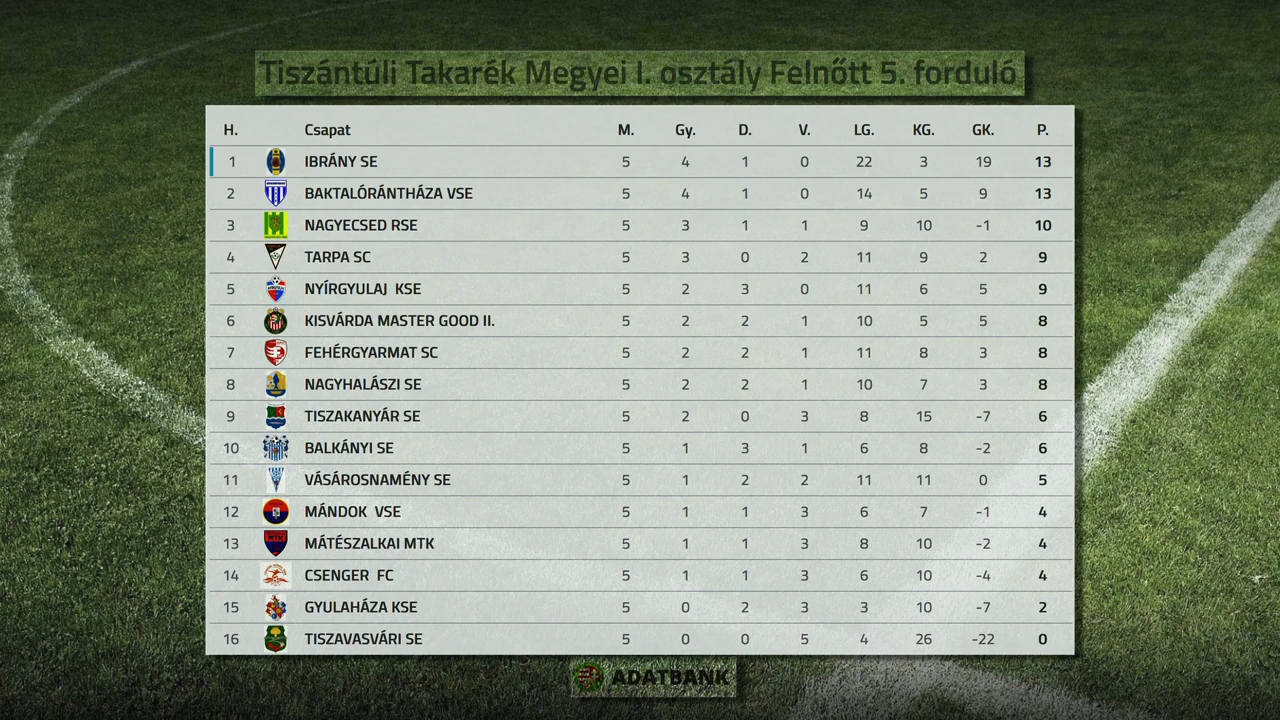 Tiszántúli Takarék Megyei I. osztály Felnőtt 5. forduló
H. Csapat M. Gy. D. V. LG. KG. GK. P.
1 IBRÁNY SE 5 4 1 0 22 3 19 13
2 BAKTALÓRÁNTHÁZA VSE 5 4 1 0 14 5 9 13
3 NAGYECSED RSE 5 3 1 1 9 10 -1 10
4 TARPA SC 5 3 0 2 11 9 2 9
5 NYÍRGYULAJ KSE 5 2 3 0 11 6 5 9
6 KISVÁRDA MASTER GOOD II. 5 2 2 1 10 5 5 8
7 FEHÉRGYARMAT SC 5 2 2 1 11 8 3 8
8 NAGYHALÁSZI SE 5 2 2 1 10 7 3 8
9 TISZAKANYÁR SE 5 2 0 3 8 15 -7 6
10 BALKÁNYI SE 5 1 3 1 6 8 -2 6
11 VÁSÁROSNAMÉNY SE 5 1 2 2 11 11 0 5
12 MÁNDOK VSE 5 1 1 3 6 7 -1 4
13 MÁTÉSZALKAI MTK 5 1 1 3 8 10 -2 4
14 CSENGER FC 5 1 1 3 6 10 -4 4
15 GYULAHÁZA KSE 5 0 2 3 3 10 -7 2
16 TISZAVASVÁRI SE 5 0 0 5 4 26 -22 0
ADATBANK